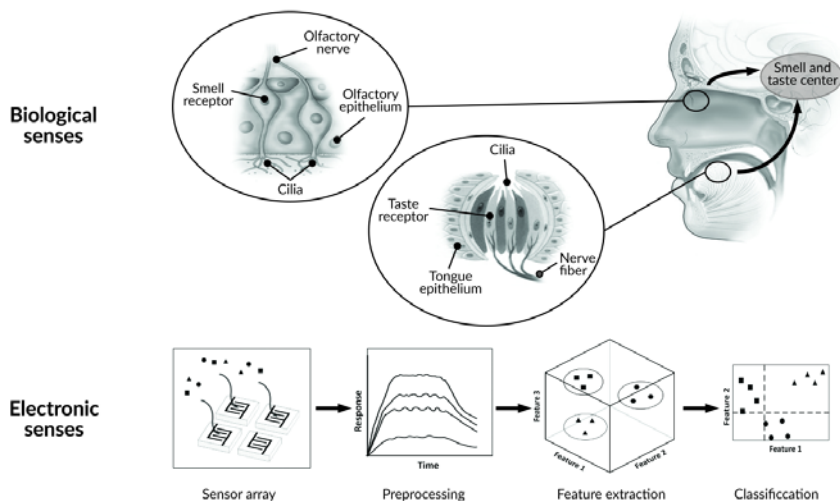 Biological
senses
Olfactory
nerve
Smell
receptor
Olfactory
epithelium
Cilia
Smell and
taste center
Cilia
Taste
receptor
Tongue
epithelium
Nerve
fiber
Electronic
senses
Response
Time
Feature 3
Feature 1
Feature 2
Feature 2
Feature 1
Sensor array
Preprocessing
Feature extraction
Classificcation